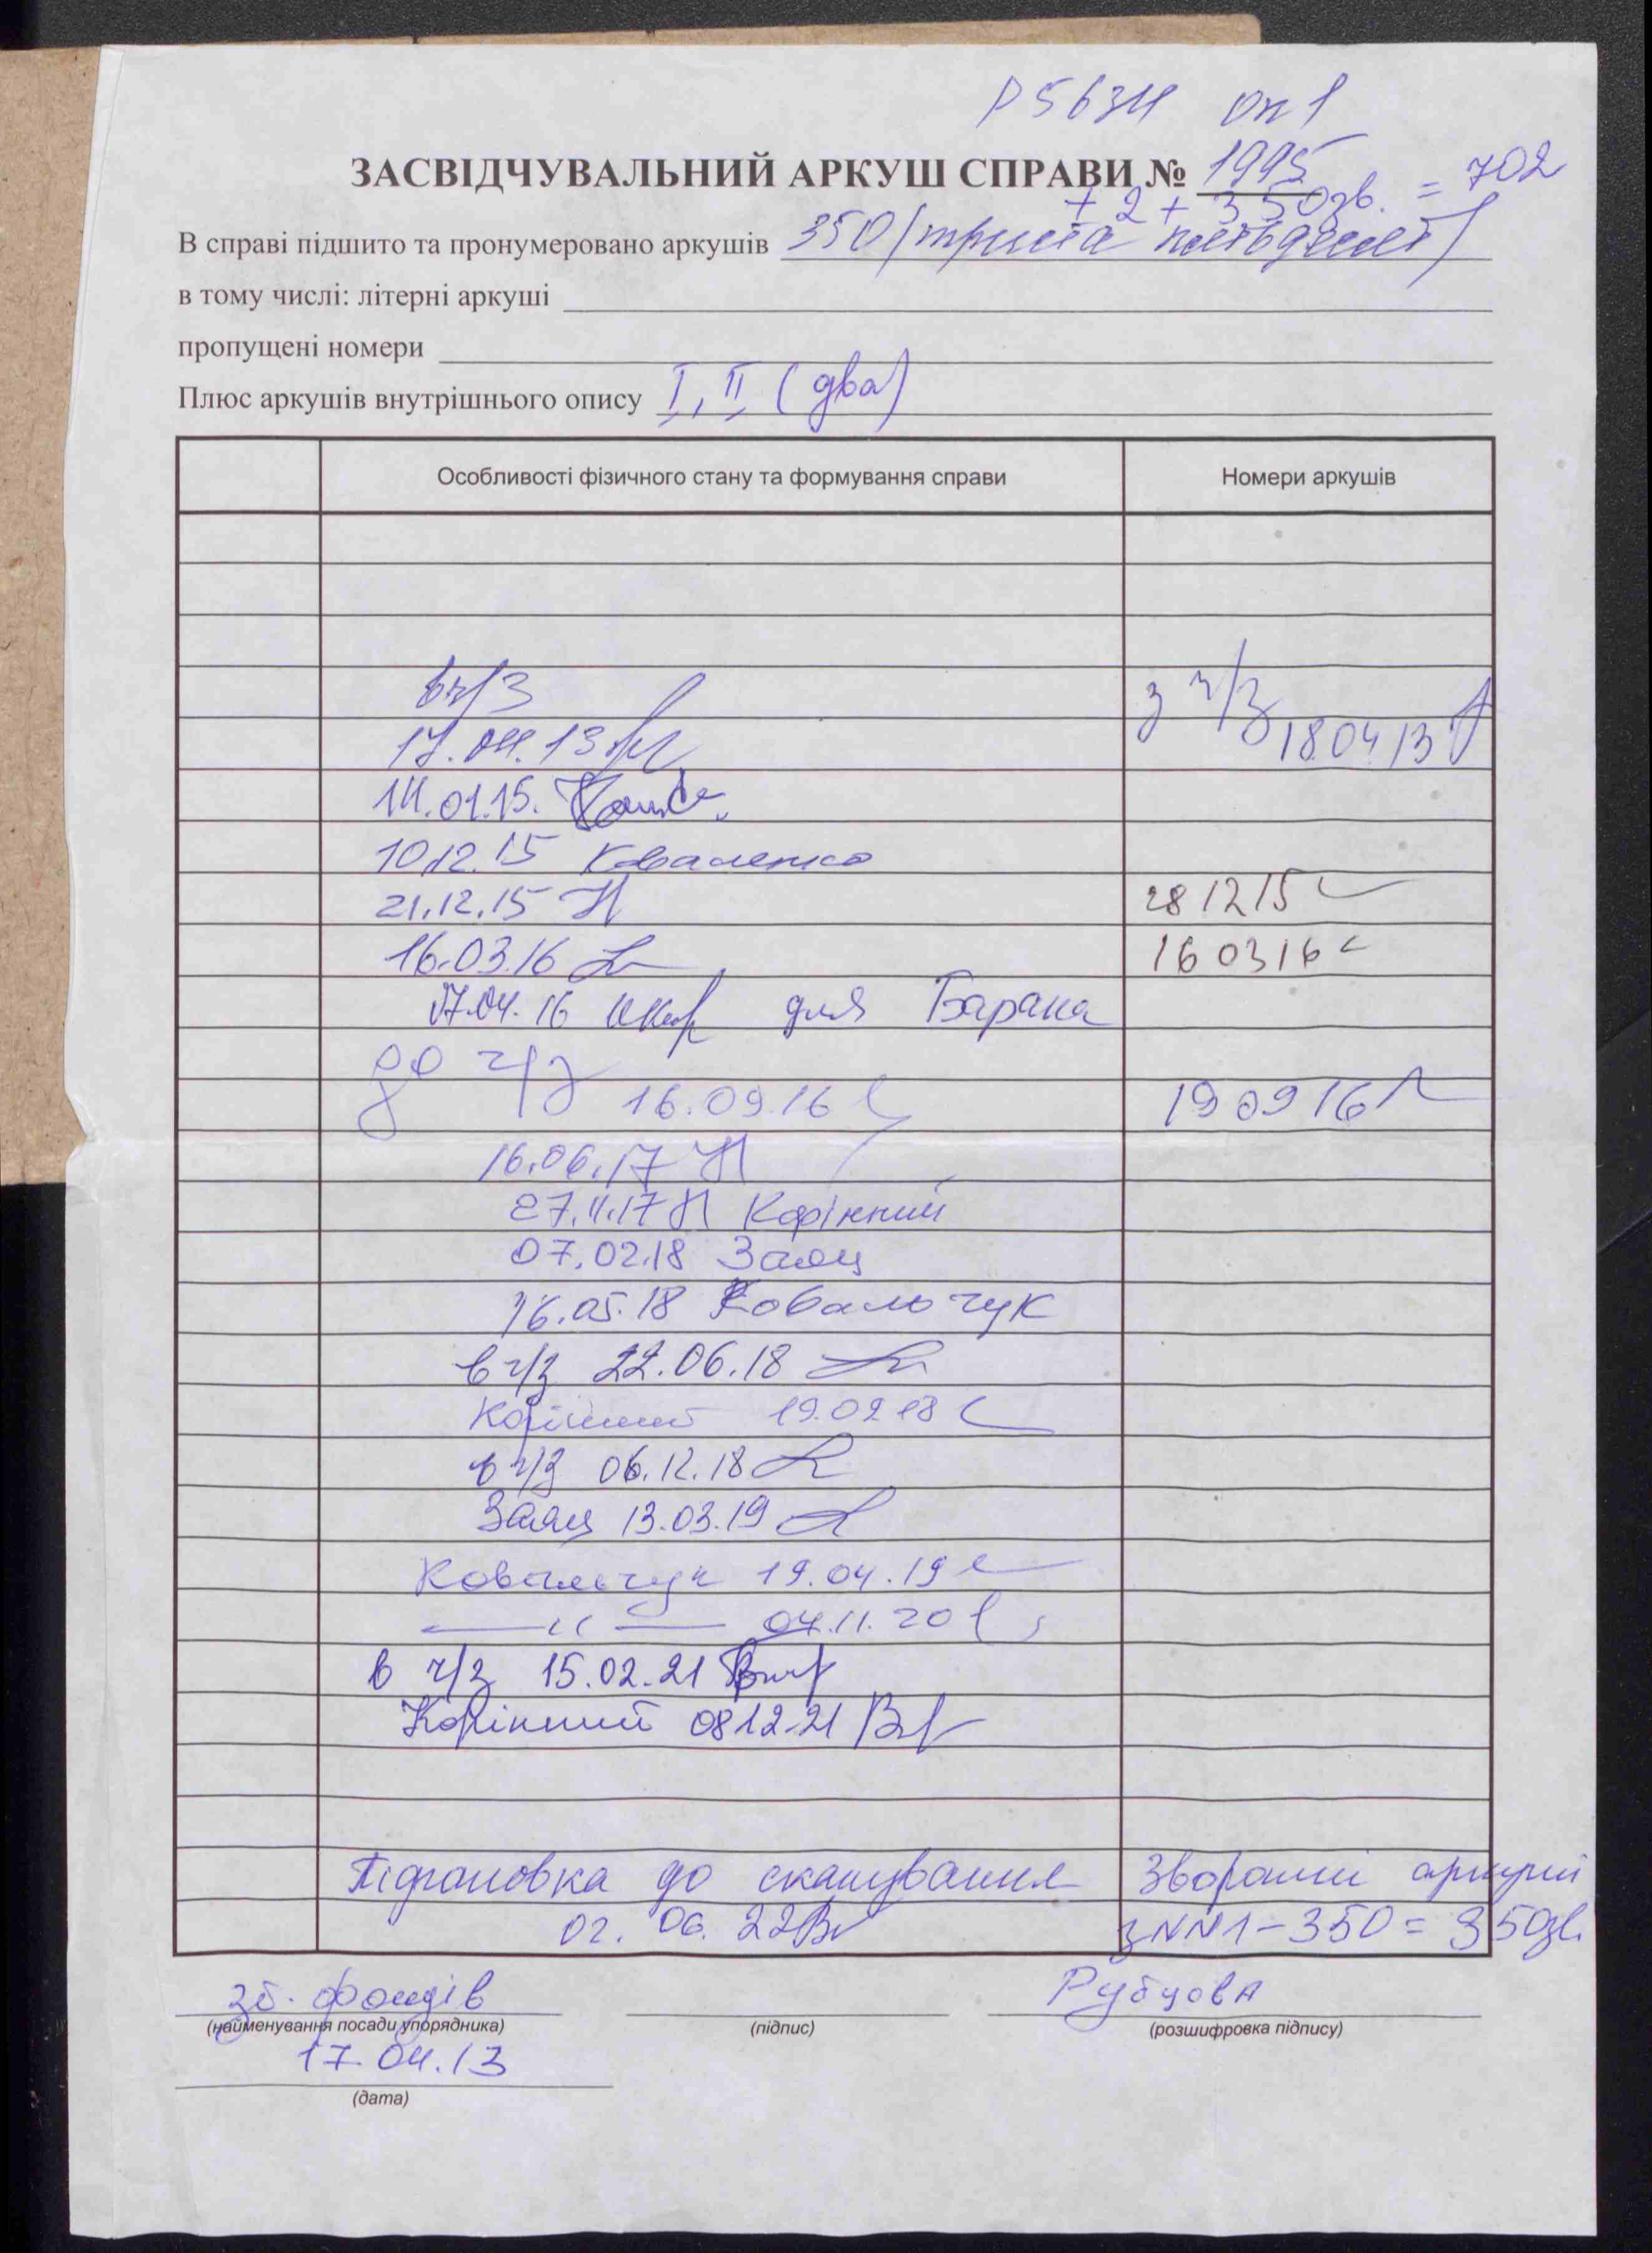 Р5634 оп 1
ЗАСВІДЧУВАЛЬНИЙ АРКУШ СПРАВИ № 1995
+ 2 + 350зв. = 702
В справі підшито та пронумеровано аркушів 350 (триста п'ятдесят)
в тому числі: літерні аркуші
пропущені номери
Плюс аркушів внутрішнього опису I, II (два)
Особливості фізичного стану та формування справи Номери аркушів
в ч/з з ч/з
17.04.13 18 04 13
14.01.15.
10.12.15 Коваленко
21.12.15 28 12 15
16.03.16 16 03 16
07.04.16 для Барана
до ч/з
16.09.16 19 09 16
16.06.17
27.11.17 Корінний
07.02.18 Заяц
16.05.18 Ковальчук
в ч/з 22.06.18
Корінний 19.09 18
в ч/з 06.12.18
Заяц 13.03.19
Ковальчук 19.04.19
— " — 04.11.20
в ч/з 15.02.21
Корінний 08 12 21
Підготовка до сканування Зворотні аркуші
02. 06. 22 з NN1-350 = 350зв.
зб. фондів Рубцова
(найменування посади упорядника) (підпис) (розшифровка підпису)
17.04.13
(дата)